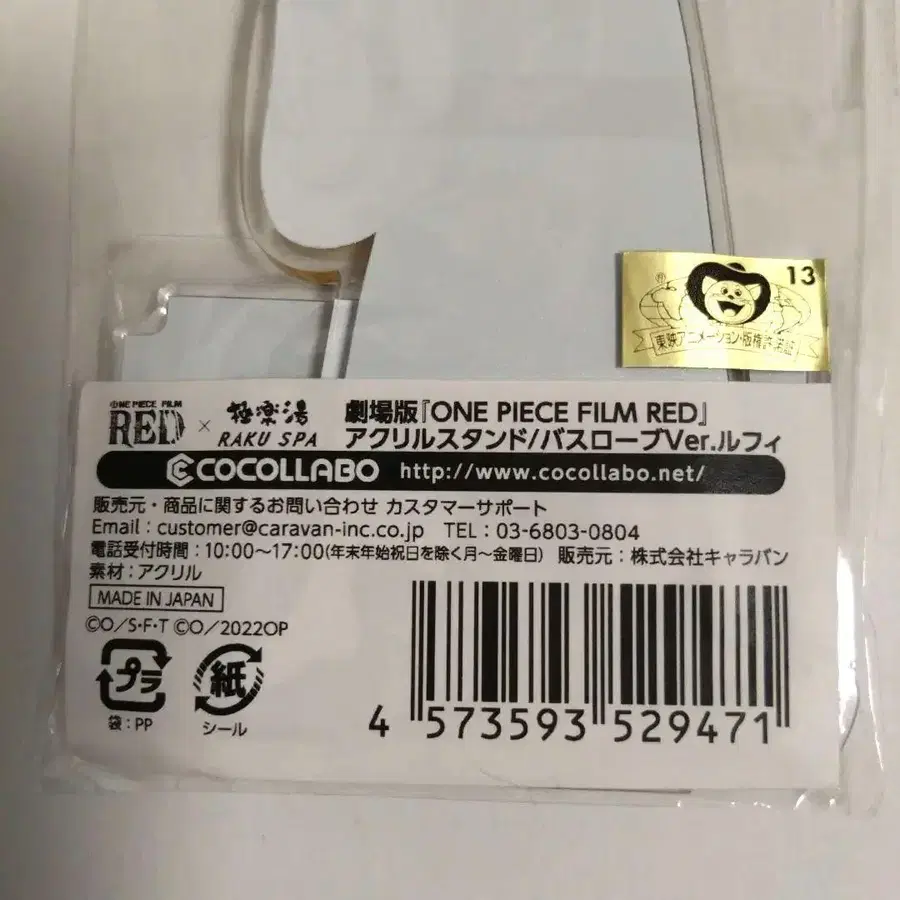 13
東映アニメーション・版権許諾証
ONE PIECE FILM
RED × 極楽湯
RAKU SPA
劇場版『ONE PIECE FILM RED』
アクリルスタンド/バスローブVer.ルフィ
COCOLLABO http://www.cocollabo.net/
販売元・商品に関するお問い合わせ カスタマーサポート
Email : customer@caravan-inc.co.jp TEL : 03-6803-0804
電話受付時間 : 10:00〜17:00(年末年始祝日を除く月〜金曜日) 販売元 : 株式会社キャラバン
素材 : アクリル
MADE IN JAPAN
©O/S・F・T ©O/2022OP
プラ 紙
袋 : PP シール
4 573593 529471